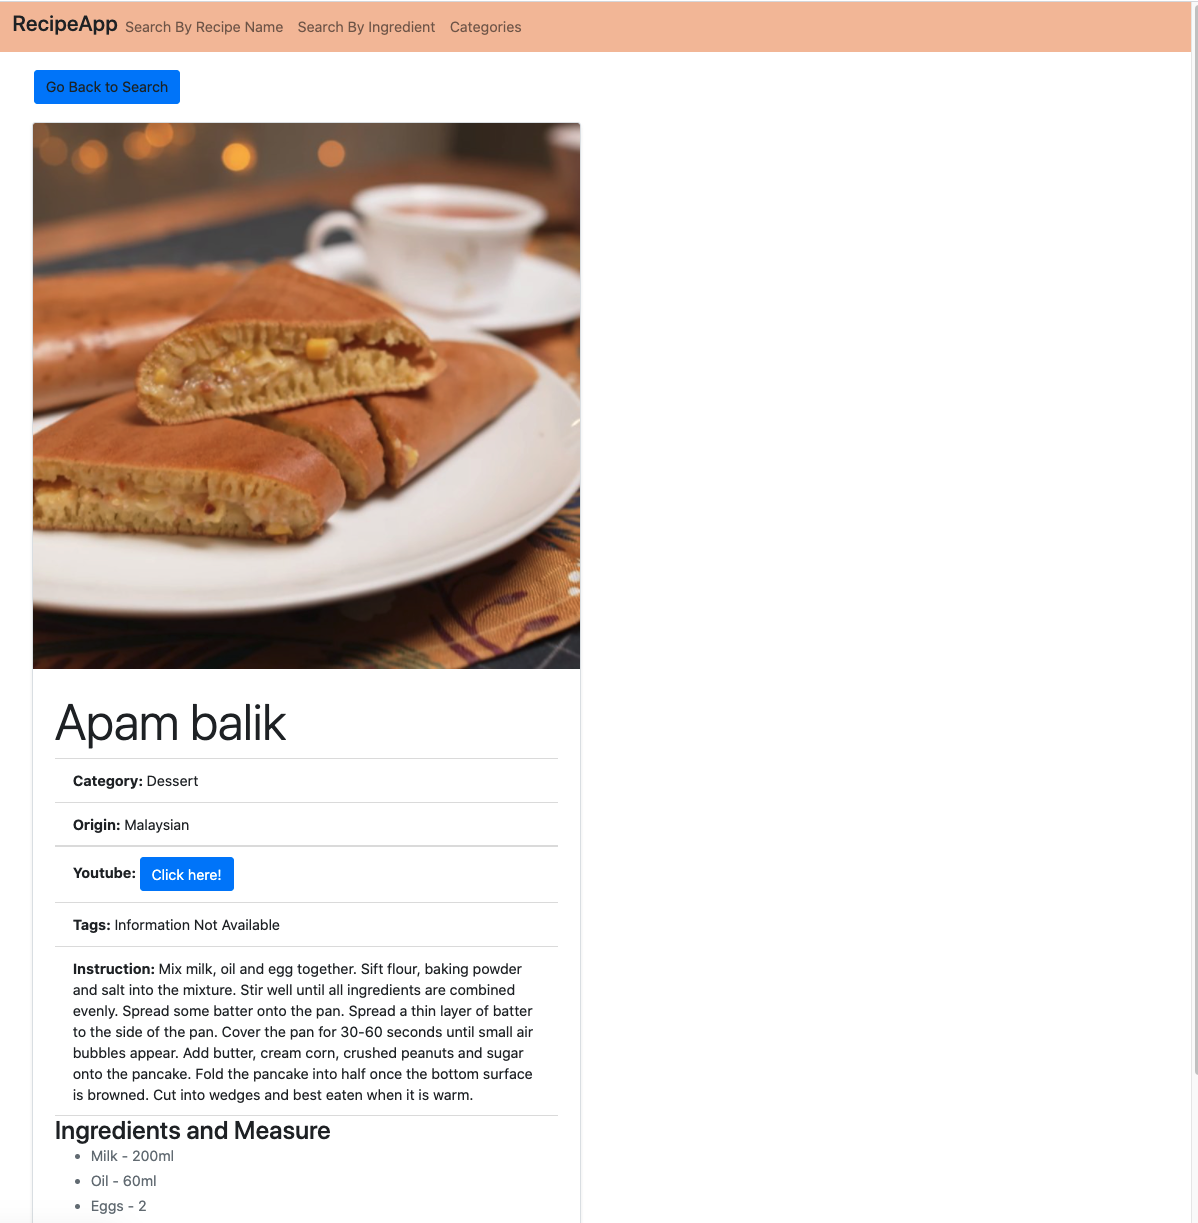 RecipeApp Search By Recipe Name Search By Ingredient Categories
Go Back to Search
Apam balik
Category: Dessert
Origin: Malaysian
Youtube: Click here!
Tags: Information Not Available
Instruction: Mix milk, oil and egg together. Sift flour, baking powder
and salt into the mixture. Stir well until all ingredients are combined
evenly. Spread some batter onto the pan. Spread a thin layer of batter
to the side of the pan. Cover the pan for 30-60 seconds until small air
bubbles appear. Add butter, cream corn, crushed peanuts and sugar
onto the pancake. Fold the pancake into half once the bottom surface
is browned. Cut into wedges and best eaten when it is warm.
Ingredients and Measure
• Milk - 200ml
• Oil - 60ml
• Eggs - 2